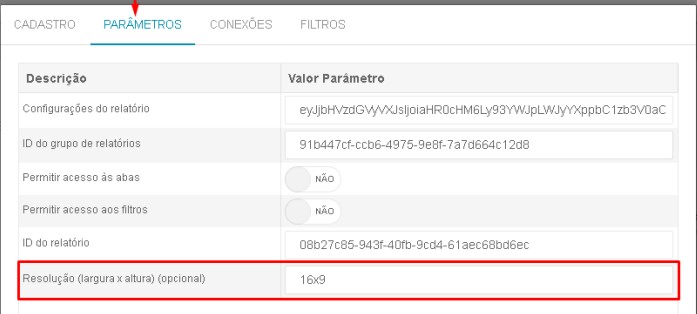 CADASTRO PARÂMETROS CONEXÕES FILTROS
Descrição Valor Parâmetro
Configurações do relatório
ID do grupo de relatórios 91b447cf-ccb6-4975-9e8f-7a7d664c12d8
Permitir acesso às abas NÃO
Permitir acesso aos filtros NÃO
ID do relatório 08b27c85-943f-40fb-9cd4-61aec68bd6ec
Resolução (largura x altura) (opcional) 16x9